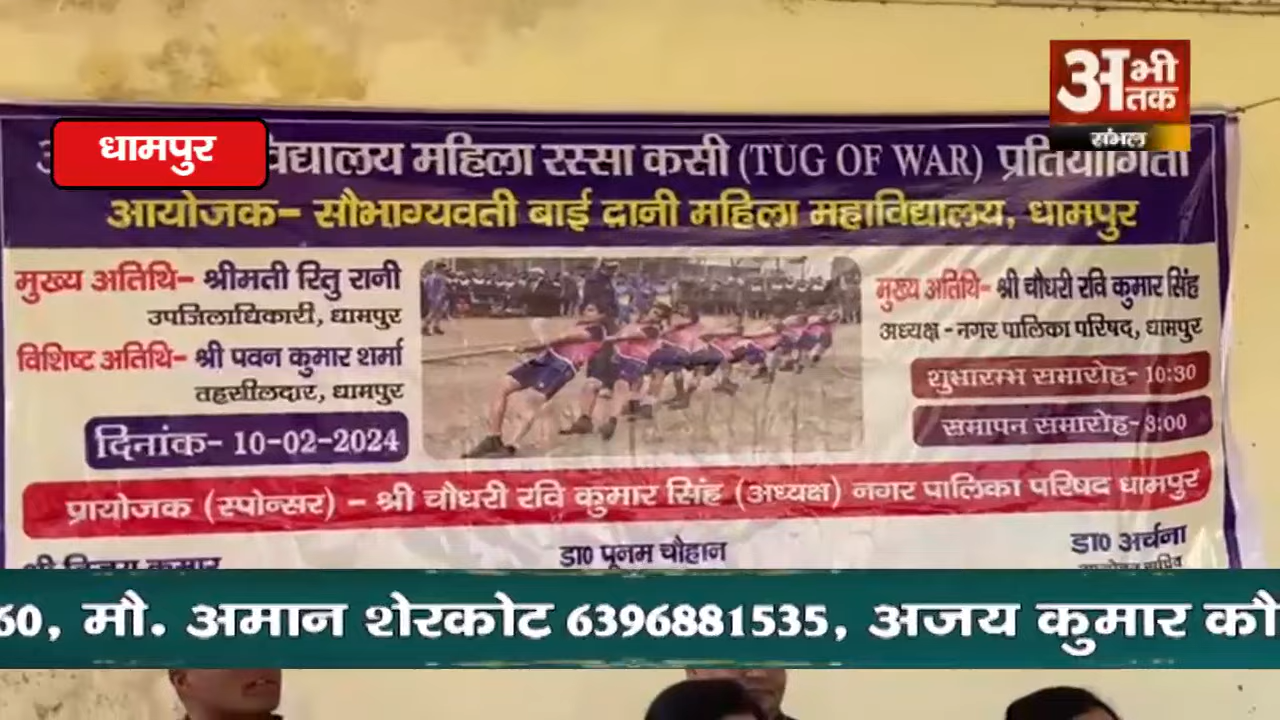 अभी तक
संभल
धामपुर
विद्यालय महिला रस्सा कसी (TUG OF WAR) प्रतियोगिता
आयोजक- सौभाग्यवती बाई दानी महिला महाविद्यालय, धामपुर
मुख्य अतिथि- श्रीमती रितु रानी
उपजिलाधिकारी, धामपुर
विशिष्ट अतिथि- श्री पवन कुमार शर्मा
तहसीलदार, धामपुर
दिनांक- 10-02-2024
मुख्य अतिथि- श्री चौधरी रवि कुमार सिंह
अध्यक्ष - नगर पालिका परिषद, धामपुर
शुभारम्भ समारोह- 10:30
समापन समारोह- 3:00
प्रायोजक (स्पोन्सर) - श्री चौधरी रवि कुमार सिंह (अध्यक्ष) नगर पालिका परिषद धामपुर
डा0 पूनम चौहान
डा0 अर्चना
60, मौ. अमान शेरकोट 6396881535, अजय कुमार कौ